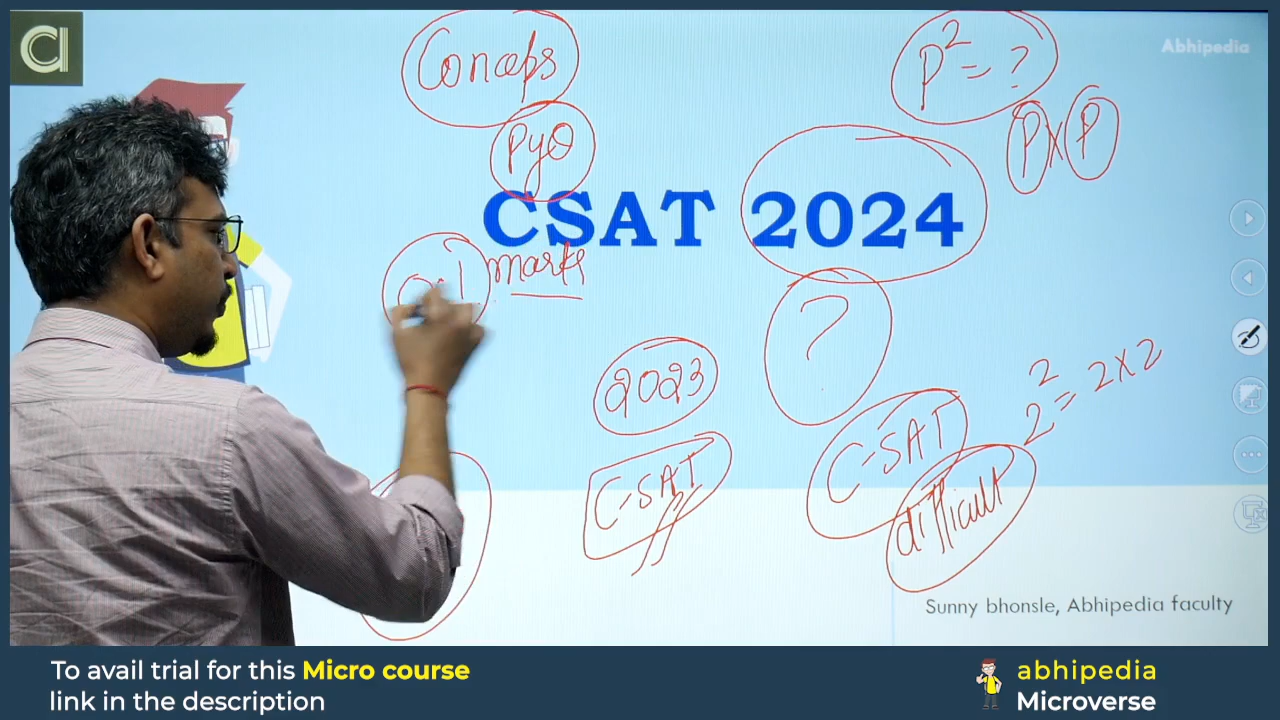 Conceps
P² = ?
Abhipedia
PYQ
P X P
CSAT 2024
marks
?
2023
2² = 2 X 2
C-SAT
C-SAT
difficult
Sunny bhonsle, Abhipedia faculty
To avail trial for this Micro course
link in the description
abhipedia
Microverse